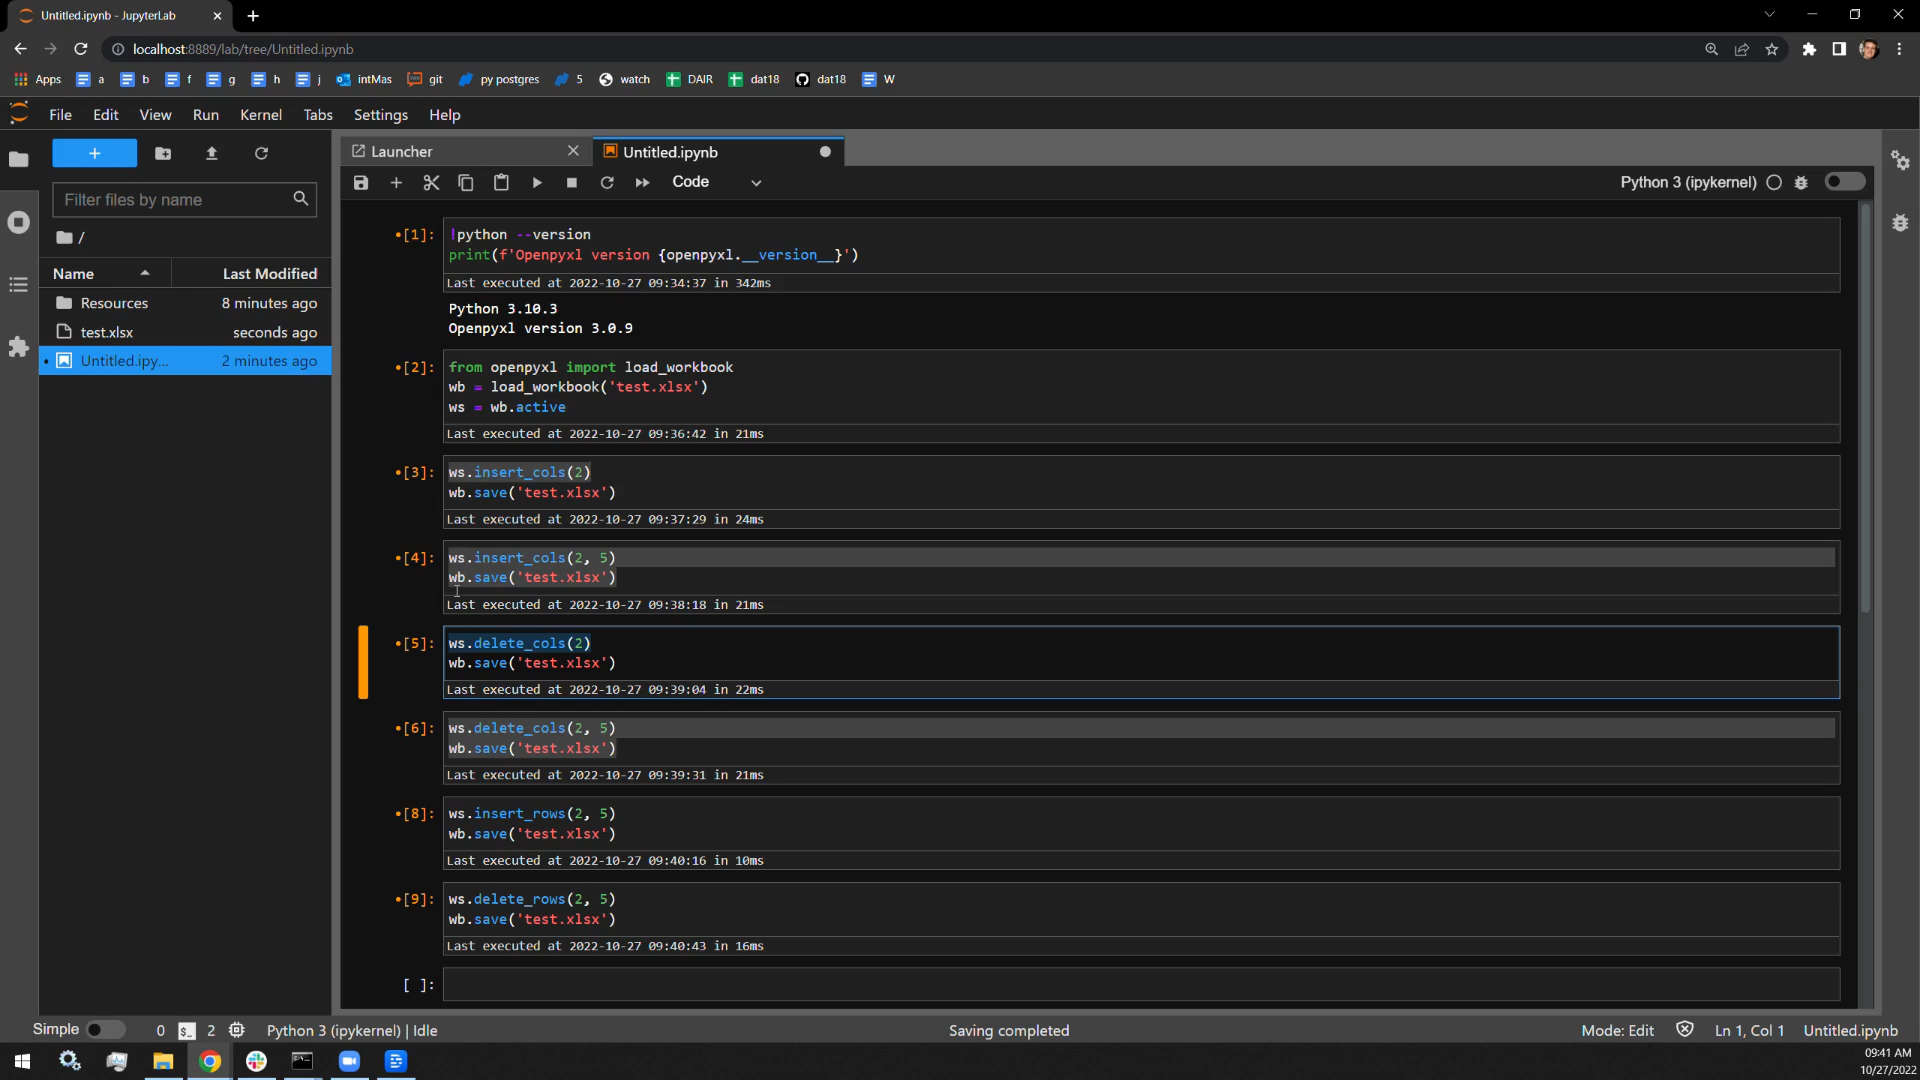 Untitled.ipynb - JupyterLab
localhost:8889/lab/tree/Untitled.ipynb
Apps a b f g h j intMas git py postgres 5 watch DAIR dat18 dat18 W
File Edit View Run Kernel Tabs Settings Help
Launcher Untitled.ipynb
Code Python 3 (ipykernel)
Filter files by name
/
Name Last Modified
Resources 8 minutes ago
test.xlsx seconds ago
Untitled.ipy... 2 minutes ago
[1]: !python --version
print(f'Openpyxl version {openpyxl.__version__}')
Last executed at 2022-10-27 09:34:37 in 342ms
Python 3.10.3
Openpyxl version 3.0.9
[2]: from openpyxl import load_workbook
wb = load_workbook('test.xlsx')
ws = wb.active
Last executed at 2022-10-27 09:36:42 in 21ms
[3]: ws.insert_cols(2)
wb.save('test.xlsx')
Last executed at 2022-10-27 09:37:29 in 24ms
[4]: ws.insert_cols(2, 5)
wb.save('test.xlsx')
Last executed at 2022-10-27 09:38:18 in 21ms
[5]: ws.delete_cols(2)
wb.save('test.xlsx')
Last executed at 2022-10-27 09:39:04 in 22ms
[6]: ws.delete_cols(2, 5)
wb.save('test.xlsx')
Last executed at 2022-10-27 09:39:31 in 21ms
[8]: ws.insert_rows(2, 5)
wb.save('test.xlsx')
Last executed at 2022-10-27 09:40:16 in 10ms
[9]: ws.delete_rows(2, 5)
wb.save('test.xlsx')
Last executed at 2022-10-27 09:40:43 in 16ms
[ ]:
Simple 0 $_ 2 Python 3 (ipykernel) | Idle Saving completed Mode: Edit Ln 1, Col 1 Untitled.ipynb
09:41 AM
10/27/2022